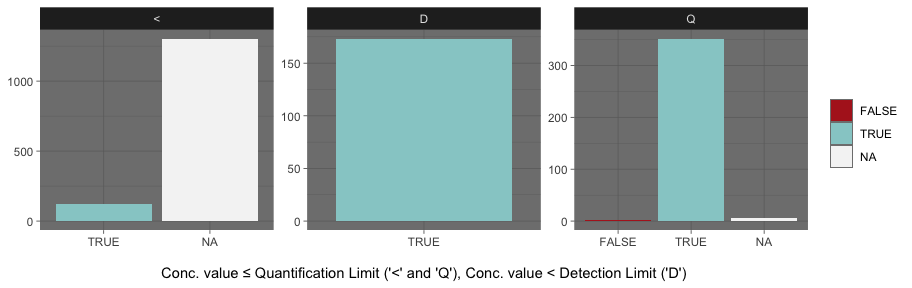 < D Q
1000
500
0
150
100
50
0
300
200
100
0
TRUE NA
TRUE
FALSE TRUE NA
FALSE
TRUE
NA
Conc. value ≤ Quantification Limit ('<' and 'Q'), Conc. value < Detection Limit ('D')